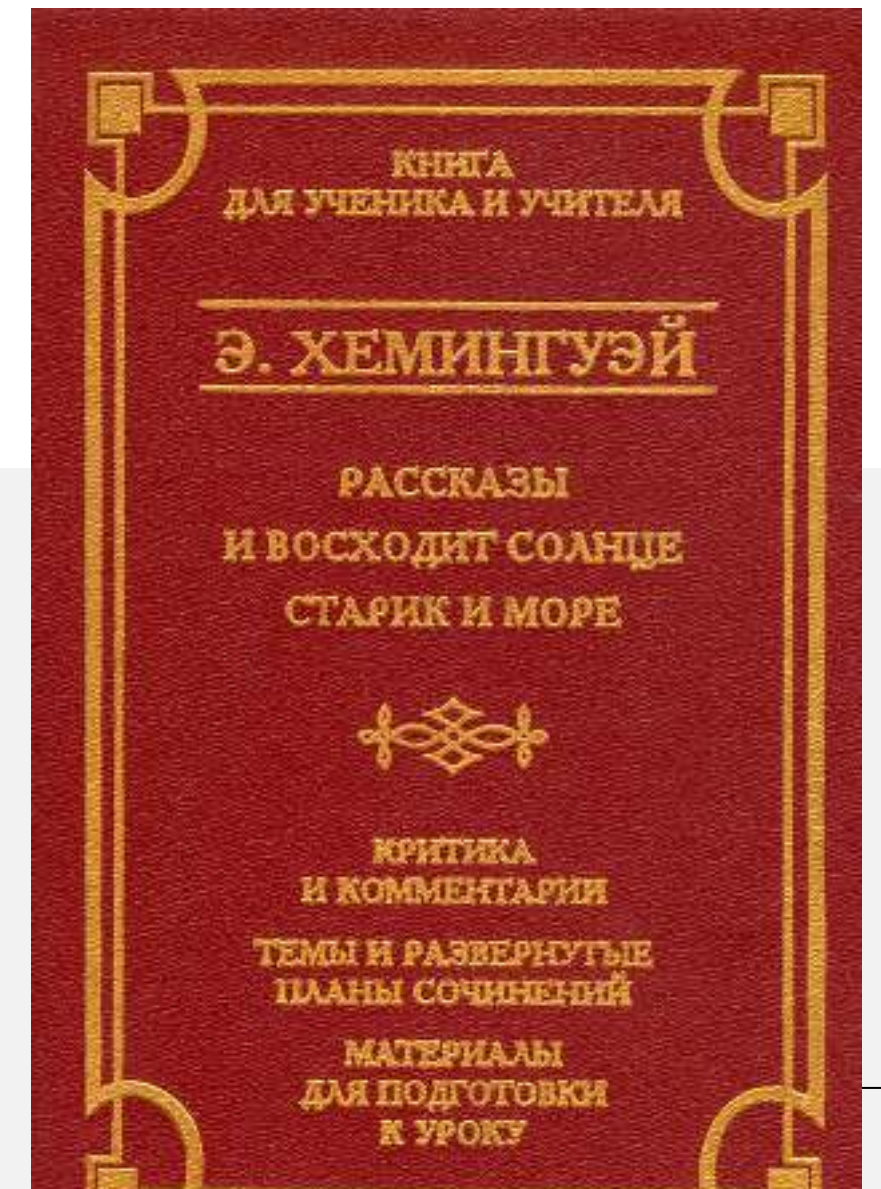 КНИГА
ДЛЯ УЧЕНИКА И УЧИТЕЛЯ
Э. ХЕМИНГУЭЙ
РАССКАЗЫ
И ВОСХОДИТ СОЛНЦЕ
СТАРИК И МОРЕ
КРИТИКА
И КОММЕНТАРИИ
ТЕМЫ И РАЗВЕРНУТЫЕ
ПЛАНЫ СОЧИНЕНИЙ
МАТЕРИАЛЫ
ДЛЯ ПОДГОТОВКИ
К УРОКУ